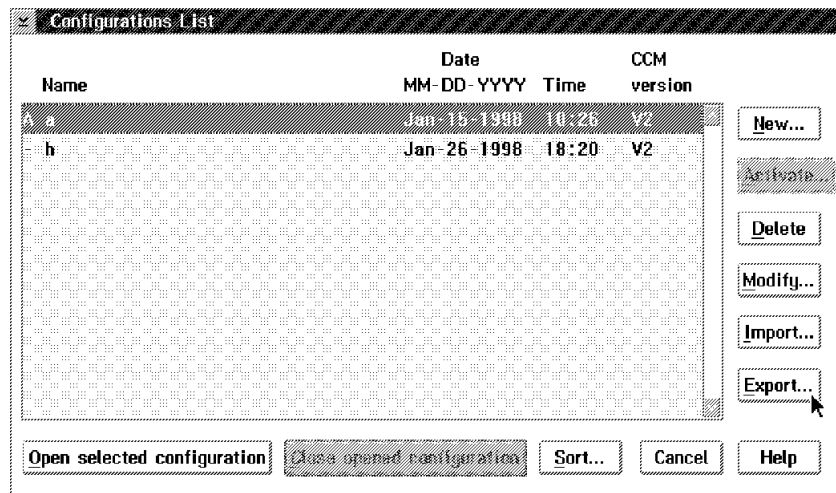 Configurations List
Date CCM
Name MM-DD-YYYY Time version
A a Jan-15-1998 10:26 V2
- h Jan-26-1998 18:20 V2
New...
Activate...
Delete
Modify...
Import...
Export...
Open selected configuration Close opened configuration Sort... Cancel Help